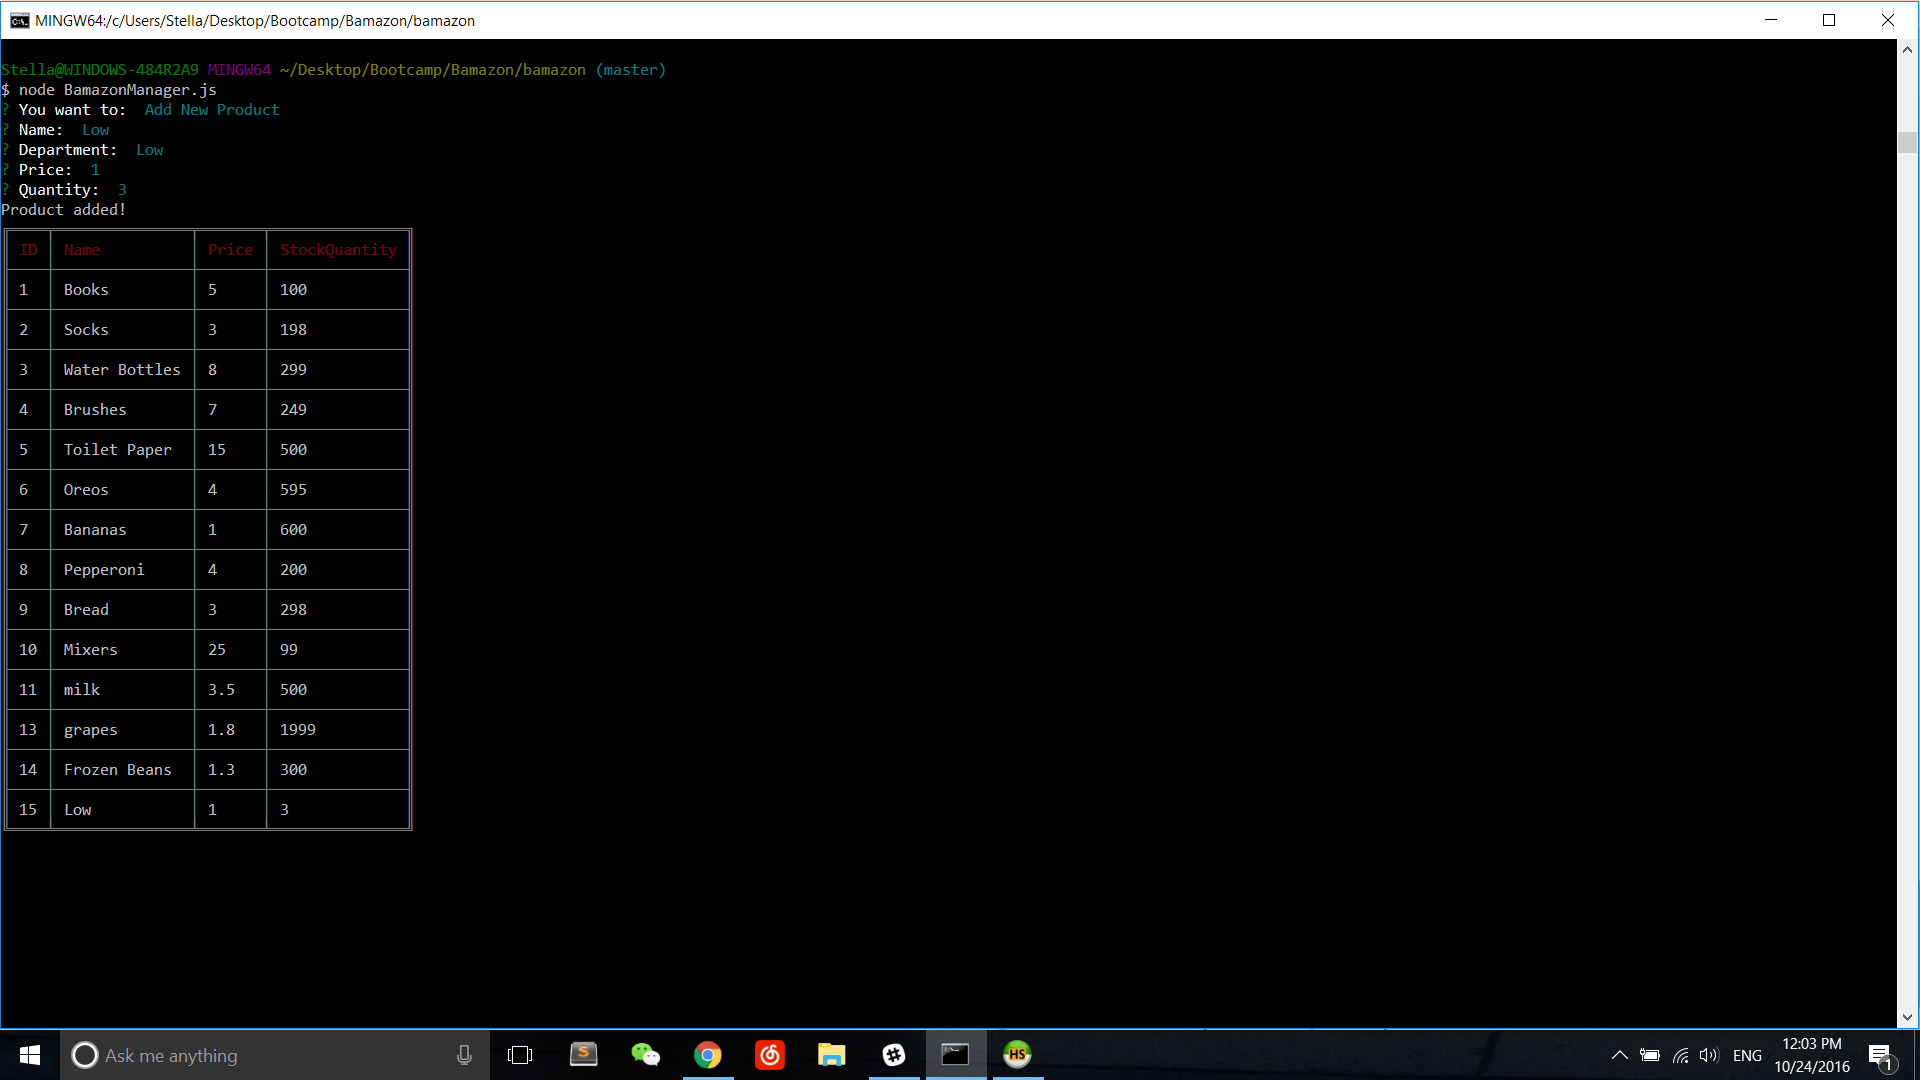 MINGW64:/c/Users/Stella/Desktop/Bootcamp/Bamazon/bamazon
Stella@WINDOWS-484R2A9 MINGW64 ~/Desktop/Bootcamp/Bamazon/bamazon (master)
$ node BamazonManager.js
? You want to:  Add New Product
? Name:  Low
? Department:  Low
? Price:  1
? Quantity:  3
Product added!
ID Name Price StockQuantity
1 Books 5 100
2 Socks 3 198
3 Water Bottles 8 299
4 Brushes 7 249
5 Toilet Paper 15 500
6 Oreos 4 595
7 Bananas 1 600
8 Pepperoni 4 200
9 Bread 3 298
10 Mixers 25 99
11 milk 3.5 500
13 grapes 1.8 1999
14 Frozen Beans 1.3 300
15 Low 1 3
Ask me anything
S
HS
ENG
12:03 PM
10/24/2016
1